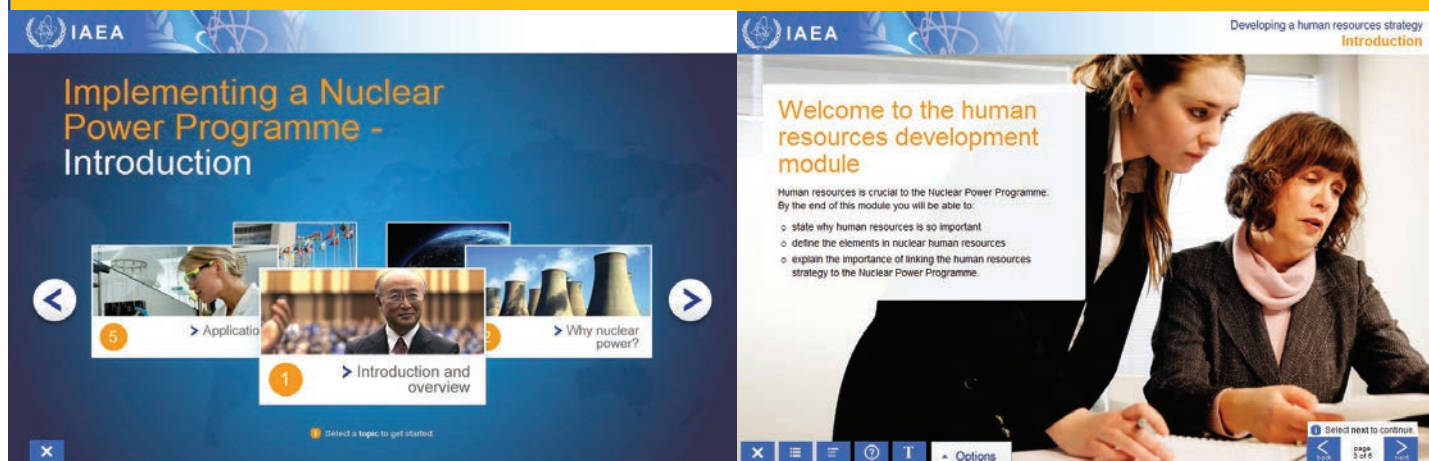 IAEA
Implementing a Nuclear
Power Programme -
Introduction
5
> Applicatio
1
> Introduction and
overview
2
> Why nuclear
power?
Select a topic to get started.
IAEA
Developing a human resources strategy
Introduction
Welcome to the human
resources development
module
Human resources is crucial to the Nuclear Power Programme.
By the end of this module you will be able to:
state why human resources is so important
define the elements in nuclear human resources
explain the importance of linking the human resources
strategy to the Nuclear Power Programme.
Select next to continue.
T
Options
back
page
3 of 6
next